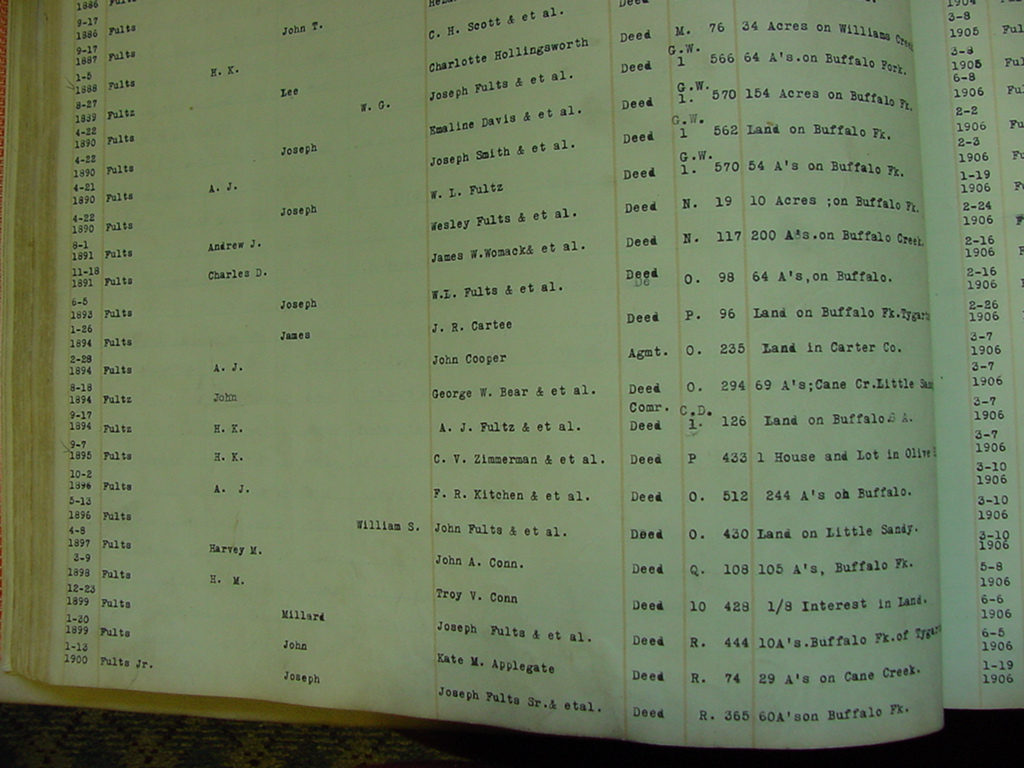 1886 Fults
9-17
1886 Fults John T. C. H. Scott & et al. Deed
9-17
1887 Fults H. K. Charlotte Hollingsworth Deed M. 76 34 Acres on Williams Creek
1-5 G.W.
1888 Fults Lee Joseph Fults & et al. Deed 1 566 64 A's.on Buffalo Fork.
8-27 G.W.
1889 Fultz W. G. Emaline Davis & et al. Deed 1. 570 154 Acres on Buffalo Fk.
4-22 G.W.
1890 Fults Joseph Joseph Smith & et al. Deed 1 562 Land on Buffalo Fk.
4-22 G.W.
1890 Fults W. L. Fultz Deed 1. 570 54 A's on Buffalo Fk.
4-21
1890 Fults A. J. Wesley Fults & et al. Deed N. 19 10 Acres ;on Buffalo Fk.
4-22
1890 Fults Joseph James W.Womack& et al. Deed N. 117 200 A's.on Buffalo Creek.
8-1
1891 Fults Andrew J. W.L. Fults & et al. Deed O. 98 64 A's,on Buffalo.
11-18
1891 Fults Charles D. J. R. Cartee Deed P. 96 Land on Buffalo Fk.Tygar
6-5
1893 Fults Joseph John Cooper Agmt. O. 235 Land in Carter Co.
1-26
1894 Fults James George W. Bear & et al. Deed O. 294 69 A's;Cane Cr.Little San
2-28 Comr. C.D.
1894 Fults A. J. A. J. Fultz & et al. Deed 1. 126 Land on Buffalo
8-18
1894 Fultz John C. V. Zimmerman & et al. Deed P 433 1 House and Lot in Olive
9-17
1894 Fultz H. K. F. R. Kitchen & et al. Deed O. 512 244 A's on Buffalo.
9-7
1895 Fults H. K. John Fults & et al. Deed O. 430 Land on Little Sandy.
10-2
1896 Fults A. J. John A. Conn. Deed Q. 108 105 A's, Buffalo Fk.
5-13
1896 Fults William S. Troy V. Conn Deed 10 428 1/8 Interest in Land.
4-8
1897 Fults Harvey M. Joseph Fults & et al. Deed R. 444 10A's.Buffalo Fk.of Tygar
3-9
1898 Fults H. M. Kate M. Applegate Deed R. 74 29 A's on Cane Creek.
12-23
1899 Fults Millard Joseph Fults Sr.& etal. Deed R. 365 60A'son Buffalo Fk.
1-20
1899 Fults John
1-13
1900 Fults Jr. Joseph
1904
3-8
1905 Ful
3-8
1905 Fu
6-8
1906
2-2
1906
2-3
1906
1-19
1906
2-24
1906
2-16
1906
2-16
1906
2-26
1906
3-7
1906
3-7
1906
3-7
1906
3-7
1906
3-10
1906
3-10
1906
3-10
1906
5-8
1906
6-6
1906
6-5
1906
1-19
1906